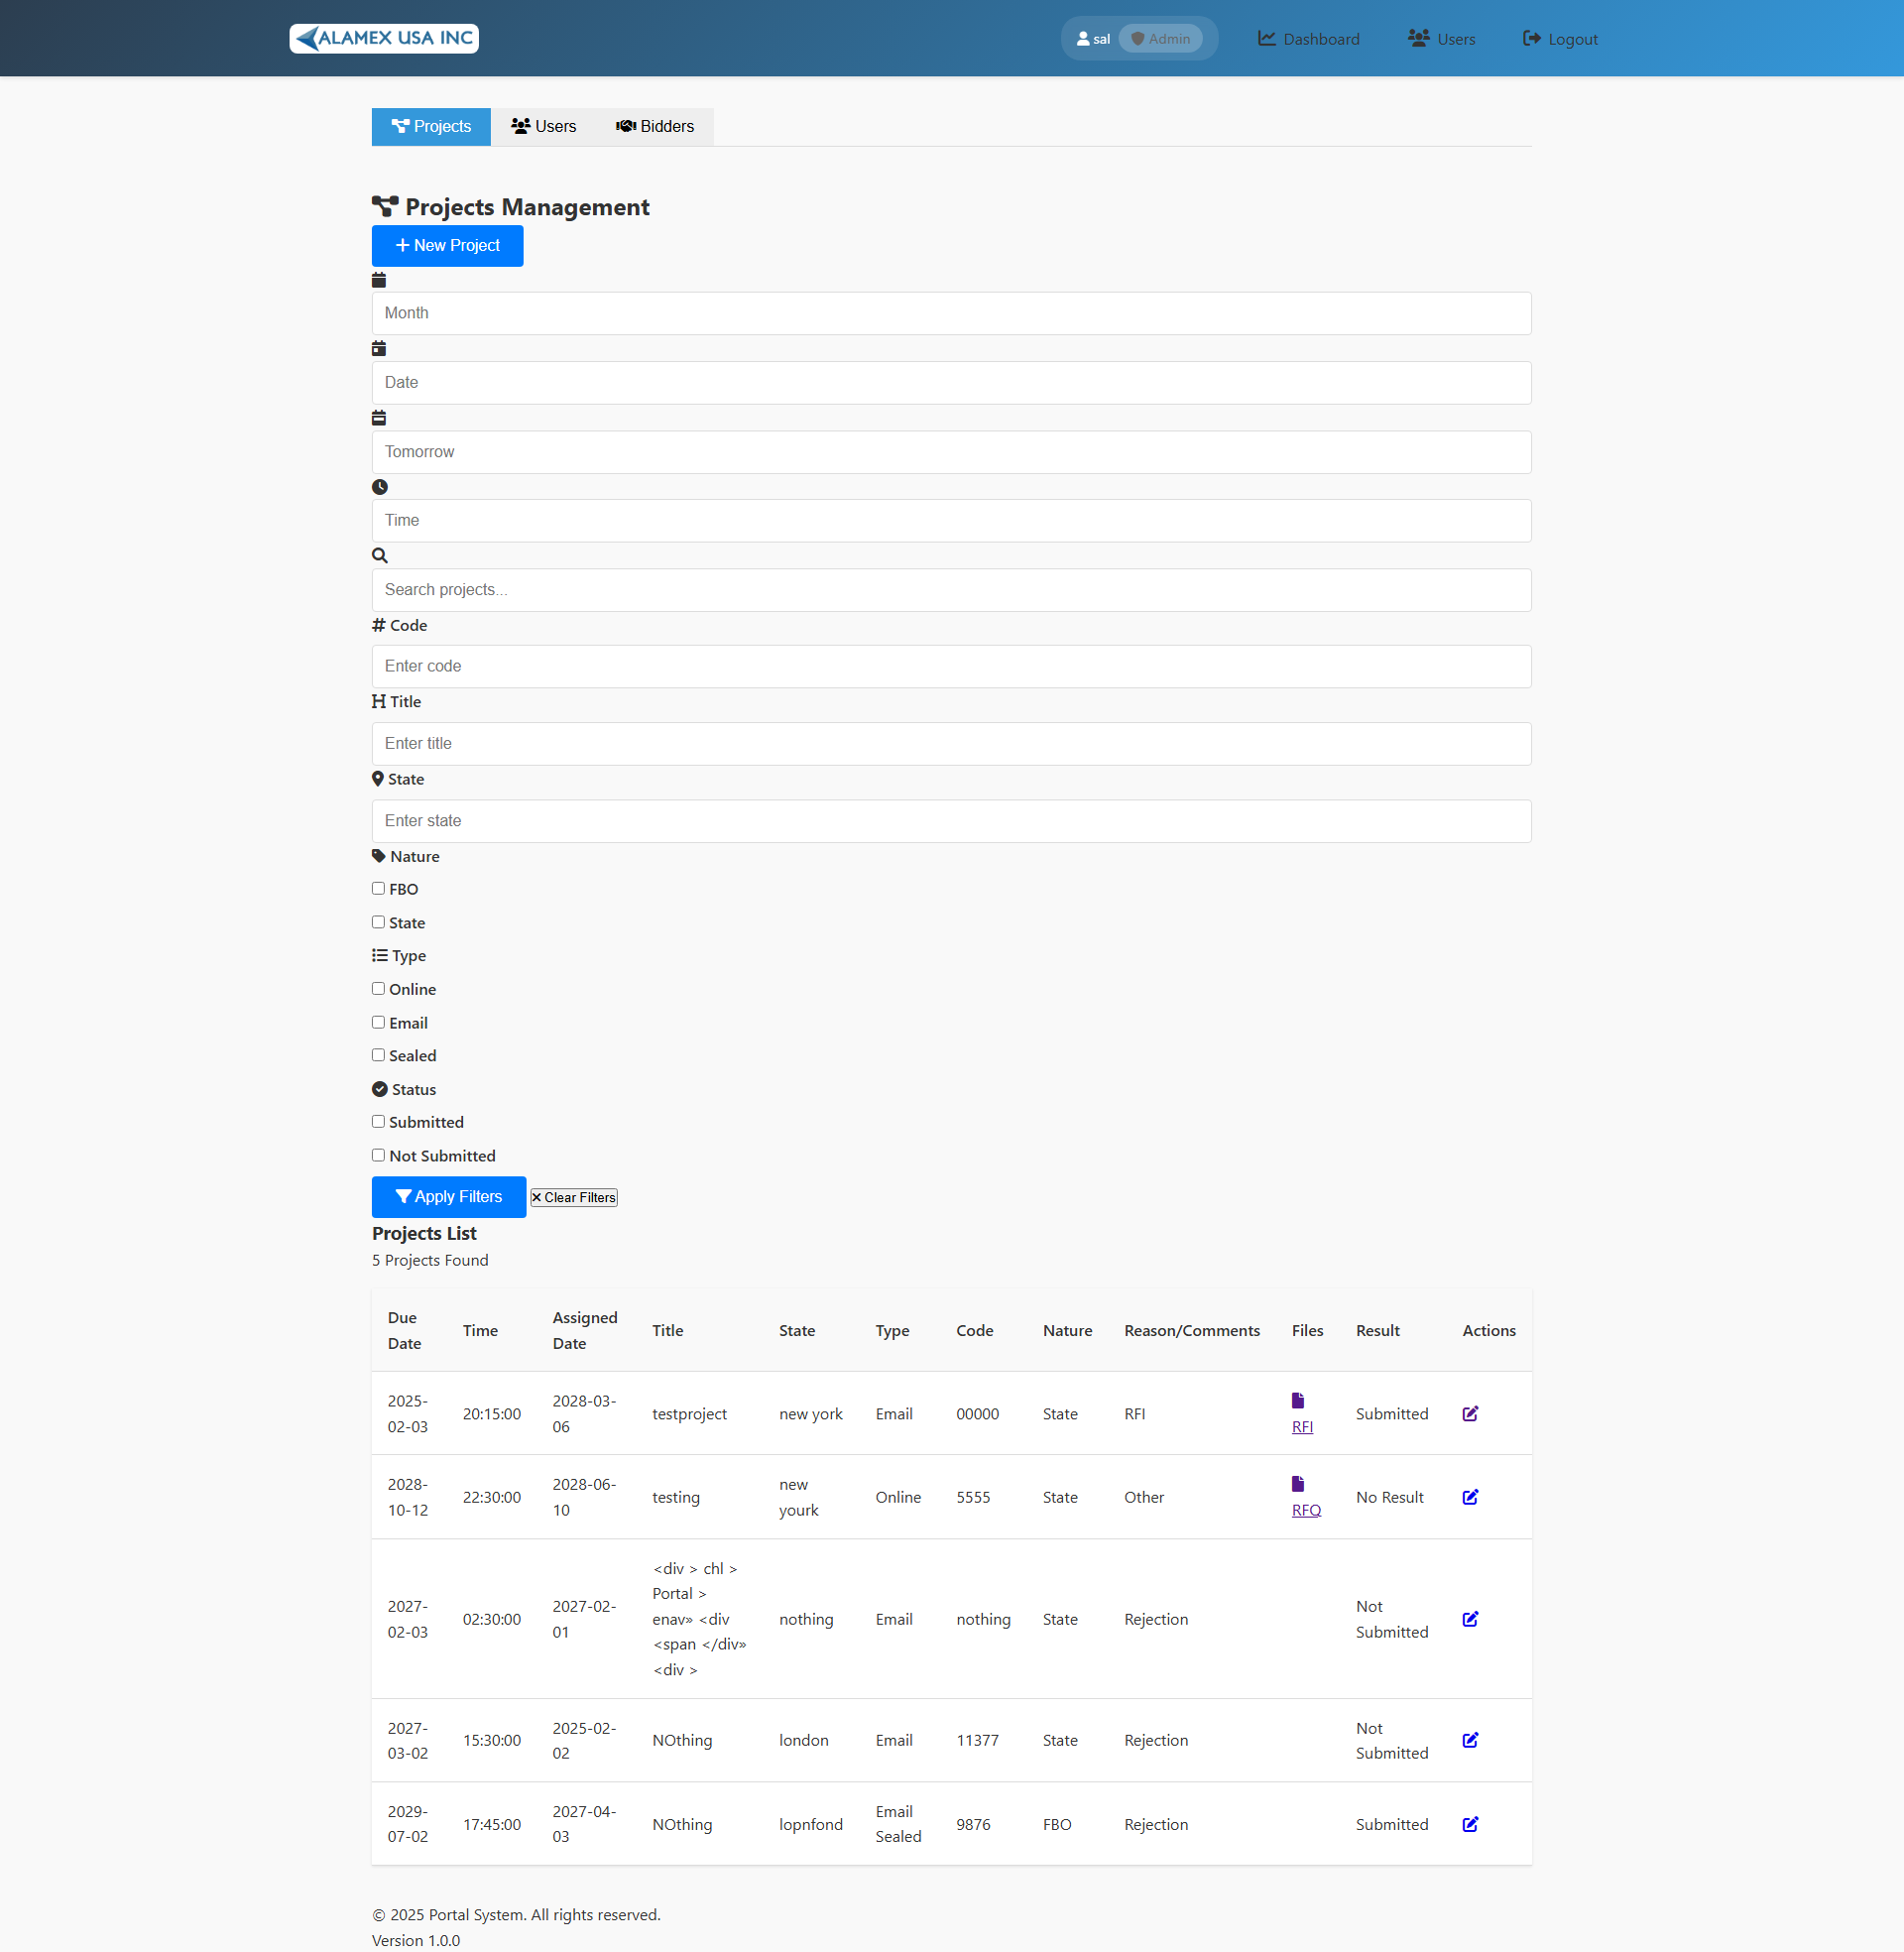 ALAMEX USA INC
sal Admin Dashboard Users Logout
Projects Users Bidders
Projects Management
New Project
Month
Date
Tomorrow
Time
Search projects...
# Code
Enter code
Title
Enter title
State
Enter state
Nature
FBO
State
Type
Online
Email
Sealed
Status
Submitted
Not Submitted
Apply Filters × Clear Filters
Projects List
5 Projects Found
Due Date Time Assigned Date Title State Type Code Nature Reason/Comments Files Result Actions
2025-02-03 20:15:00 2028-03-06 testproject new york Email 00000 State RFI RFI Submitted
2028-10-12 22:30:00 2028-06-10 testing new yourk Online 5555 State Other RFQ No Result
2027-02-03 02:30:00 2027-02-01 <div > chl > Portal > enav» <div <span </div» <div > nothing Email nothing State Rejection Not Submitted
2027-03-02 15:30:00 2025-02-02 NOthing london Email 11377 State Rejection Not Submitted
2029-07-02 17:45:00 2027-04-03 NOthing lopnfond Email Sealed 9876 FBO Rejection Submitted
© 2025 Portal System. All rights reserved.
Version 1.0.0